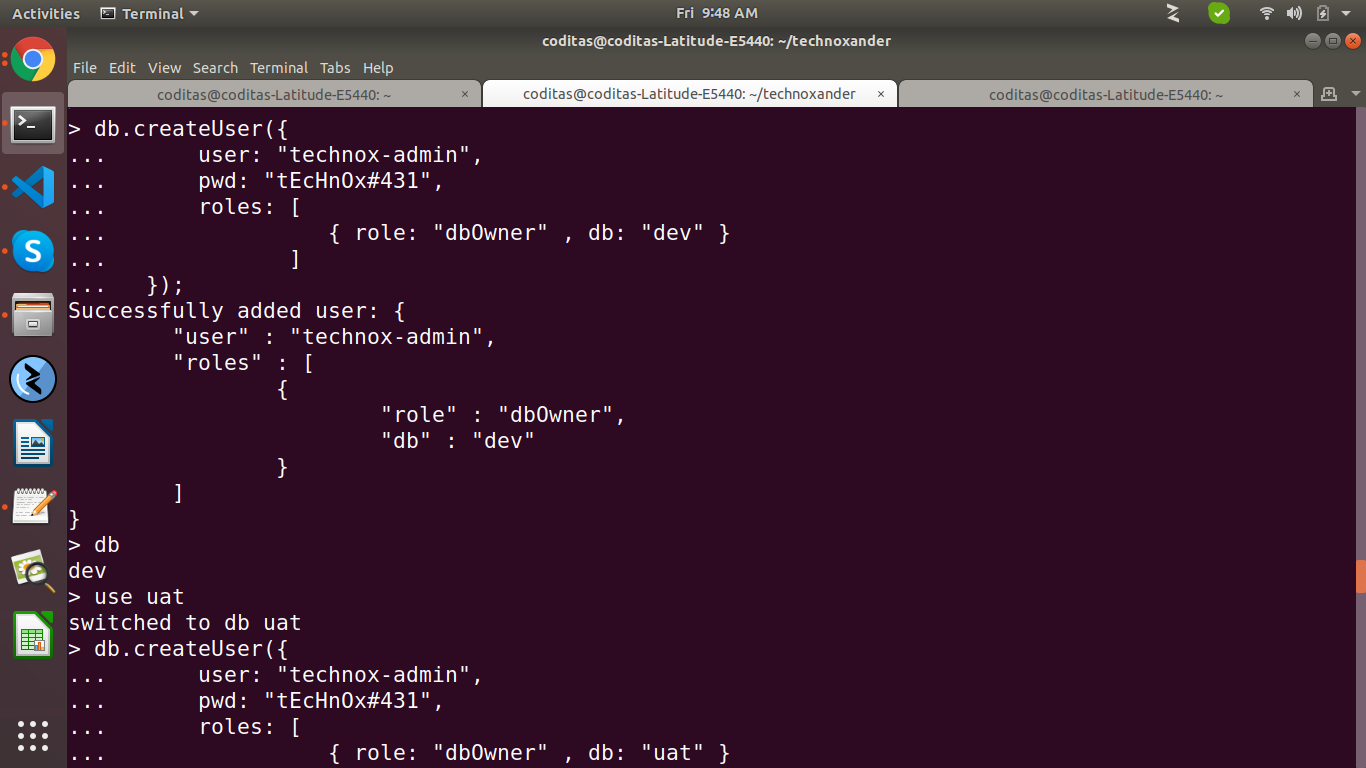 Activities Terminal Fri 9:48 AM
coditas@coditas-Latitude-E5440: ~/technoxander
File Edit View Search Terminal Tabs Help
coditas@coditas-Latitude-E5440: ~ × coditas@coditas-Latitude-E5440: ~/technoxander × coditas@coditas-Latitude-E5440: ~ ×
> db.createUser({
...       user: "technox-admin",
...       pwd: "tEcHnOx#431",
...       roles: [
...                 { role: "dbOwner" , db: "dev" }
...              ]
...   });
Successfully added user: {
        "user" : "technox-admin",
        "roles" : [
                {
                        "role" : "dbOwner",
                        "db" : "dev"
                }
        ]
}
> db
dev
> use uat
switched to db uat
> db.createUser({
...       user: "technox-admin",
...       pwd: "tEcHnOx#431",
...       roles: [
...                 { role: "dbOwner" , db: "uat" }